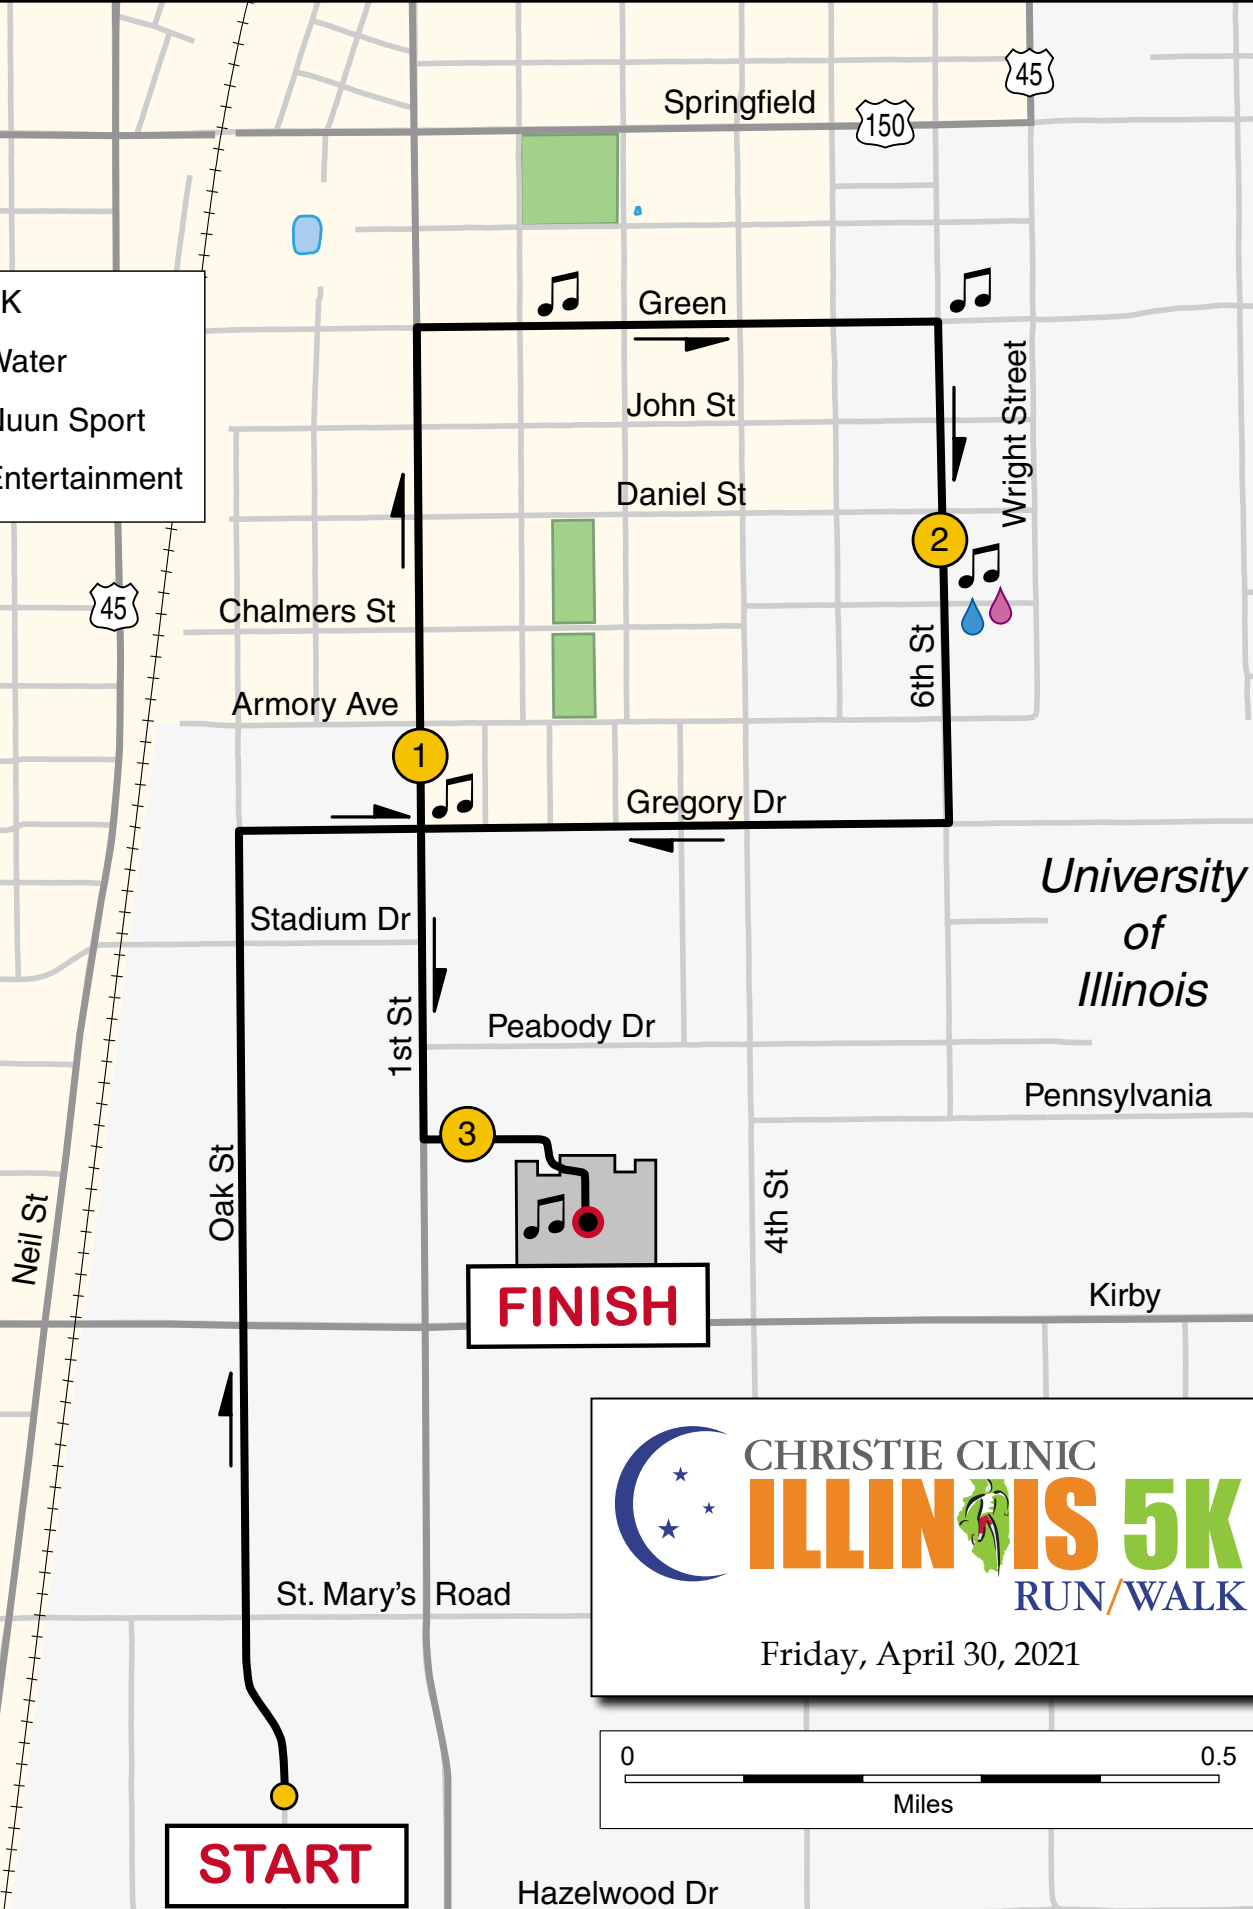 45
Springfield
150
K
Water
Nuun Sport
Entertainment
Green
John St
Wright Street
Daniel St
2
45
Chalmers St
6th St
Armory Ave
1
Gregory Dr
University
of
Illinois
Stadium Dr
1st St
Peabody Dr
Pennsylvania
3
Oak St
4th St
Neil St
FINISH
Kirby
CHRISTIE CLINIC
ILLINOIS 5K
RUN/WALK
Friday, April 30, 2021
St. Mary's Road
0 0.5
Miles
START
Hazelwood Dr